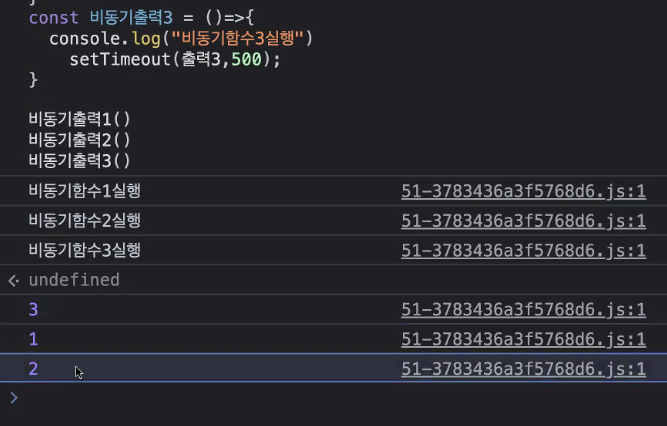 }
const 비동기출력3 = ()=>{
console.log("비동기함수3실행")
setTimeout(출력3,500);
}
비동기출력1()
비동기출력2()
비동기출력3()
비동기함수1실행 51-3783436a3f5768d6.js:1
비동기함수2실행 51-3783436a3f5768d6.js:1
비동기함수3실행 51-3783436a3f5768d6.js:1
undefined
3 51-3783436a3f5768d6.js:1
1 51-3783436a3f5768d6.js:1
2 51-3783436a3f5768d6.js:1